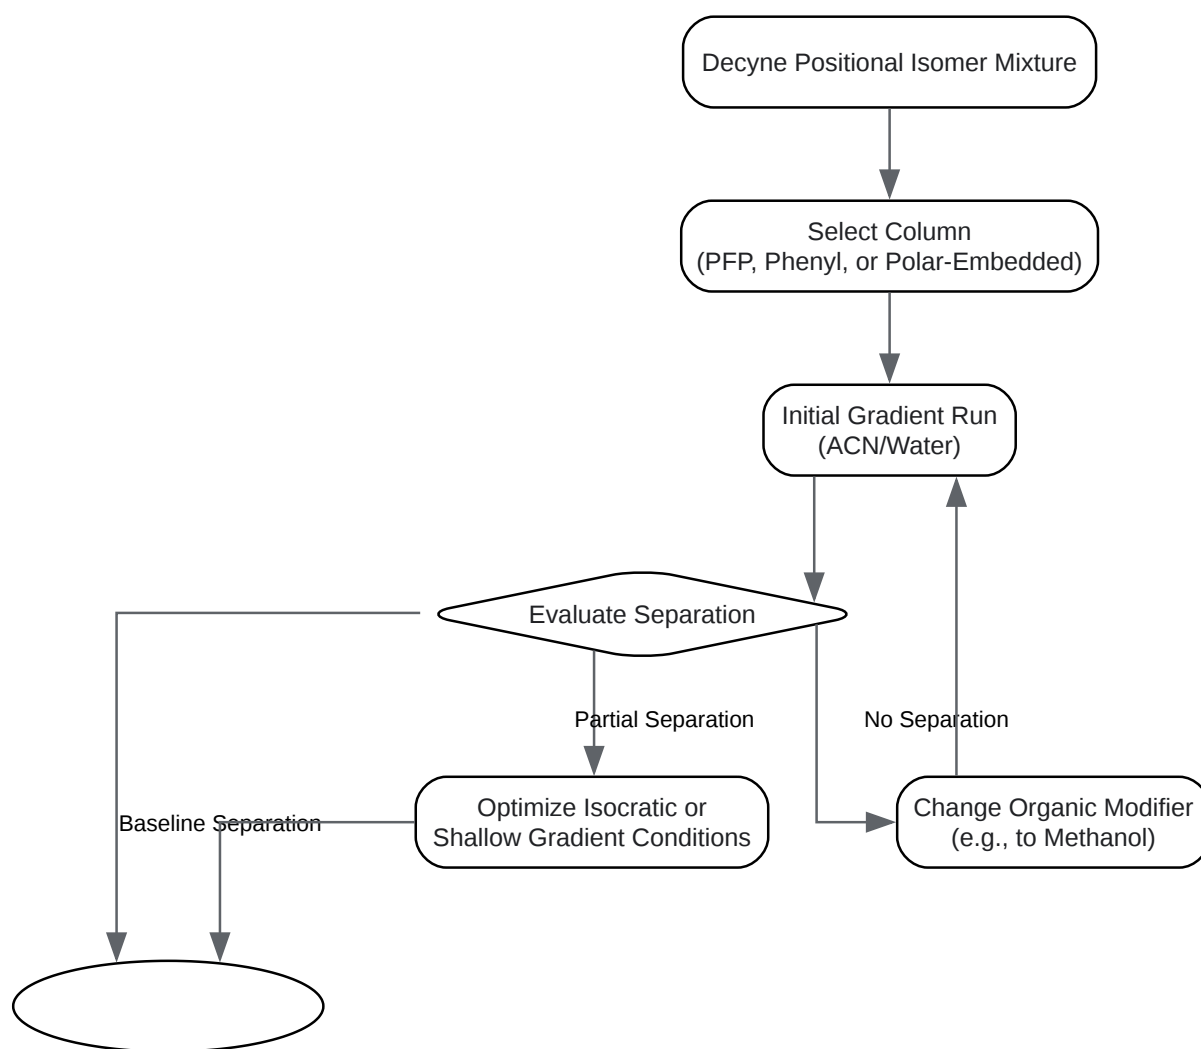 Decyne Positional Isomer Mixture
Select Column
(PFP, Phenyl, or Polar-Embedded)
Initial Gradient Run
(ACN/Water)
Evaluate Separation
Partial Separation
No Separation
Optimize Isocratic or
Shallow Gradient Conditions
Change Organic Modifier
(e.g., to Methanol)
Baseline Separation